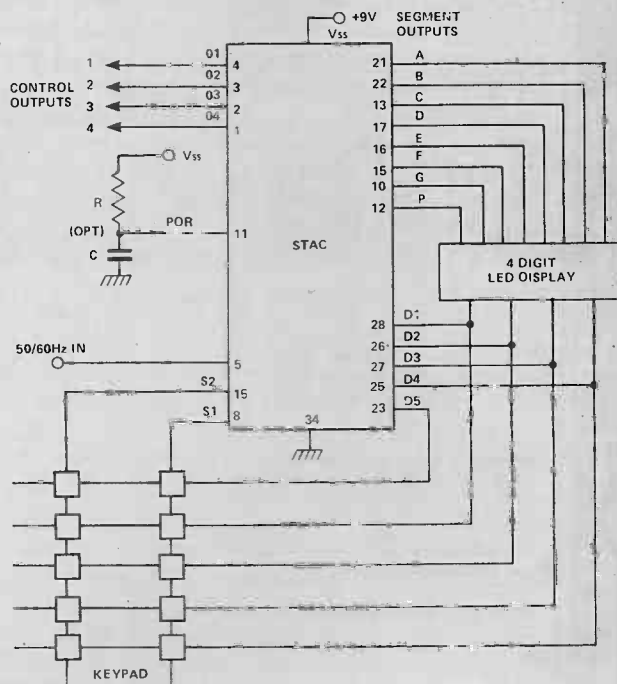 +9V
Vss
SEGMENT
OUTPUTS
CONTROL
OUTPUTS
1
2
3
4
01
02
03
04
4
3
2
1
Vss
R
(OPT)
C
POR
11
STAC
21
22
13
17
16
15
10
12
A
B
C
D
E
F
G
P
4 DIGIT
LED DISPLAY
28
26
27
25
23
D1
D2
D3
D4
D5
50/60Hz IN
5
S2
15
S1
8
34
KEYPAD